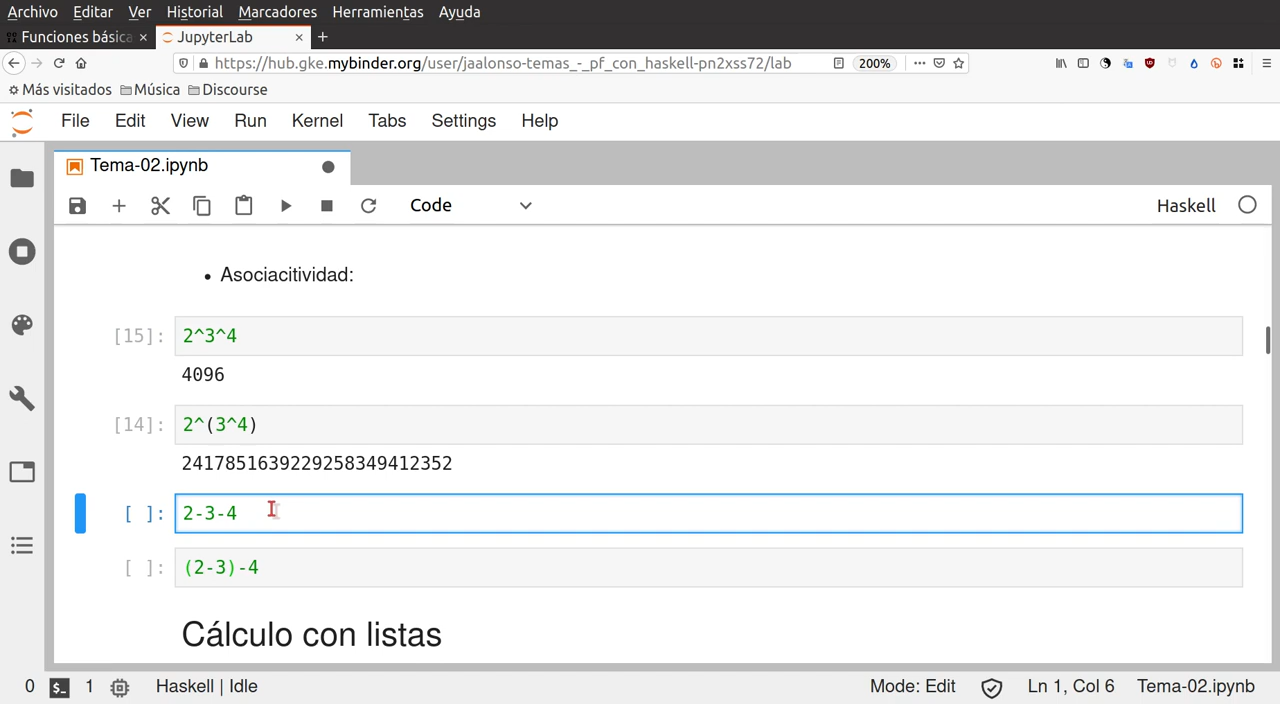 Archivo Editar Ver Historial Marcadores Herramientas Ayuda
Funciones básica × JupyterLab × +
https://hub.gke.mybinder.org/user/jaalonso-temas_-_pf_con_haskell-pn2xss72/lab 200%
Más visitados Música Discourse
File Edit View Run Kernel Tabs Settings Help
Tema-02.ipynb
Code Haskell
• Asociacitividad:
[15]: 2^3^4
4096
[14]: 2^(3^4)
2417851639229258349412352
[ ]: 2-3-4
[ ]: (2-3)-4
Cálculo con listas
0 $_ 1 Haskell | Idle Mode: Edit Ln 1, Col 6 Tema-02.ipynb